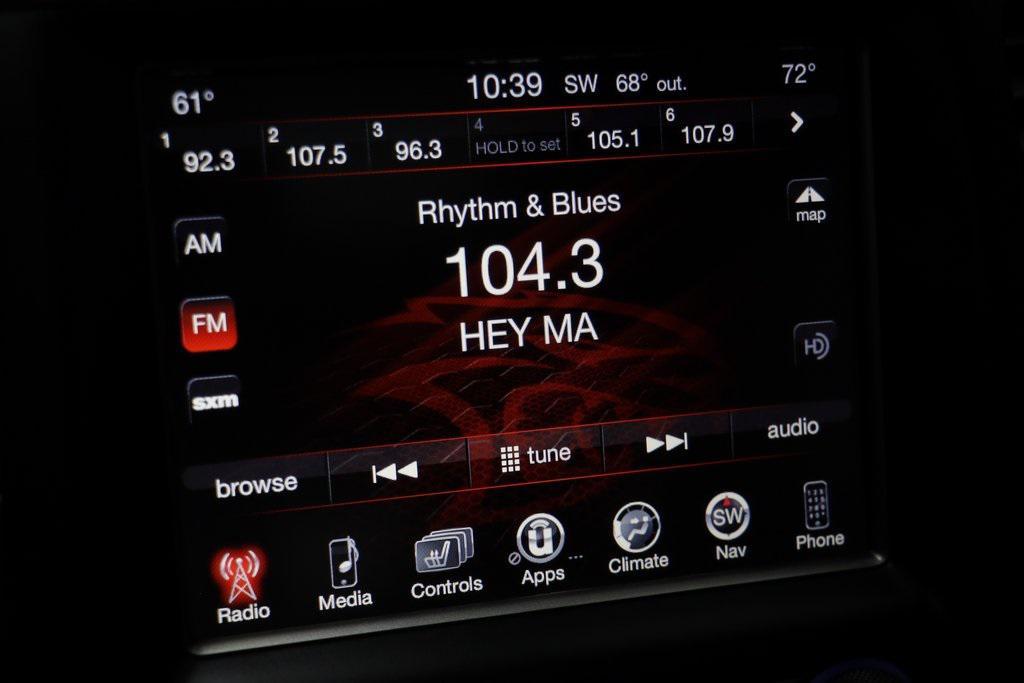 61° 10:39 SW 68° out. 72°
1 92.3 2 107.5 3 96.3 4 HOLD to set 5 105.1 6 107.9
Rhythm & Blues
map
AM
104.3
FM
HEY MA
HD
sxm
browse tune audio
u SW
Radio Media Controls Apps ... Climate Nav Phone